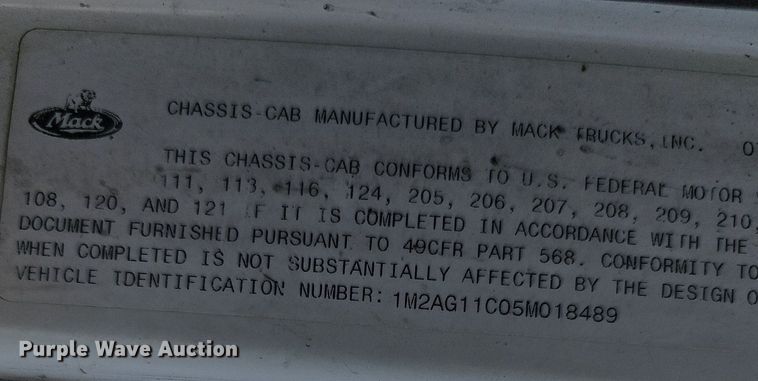 Mack
CHASSIS-CAB MANUFACTURED BY MACK TRUCKS, INC. 0
THIS CHASSIS-CAB CONFORMS TO U.S. FEDERAL MOTOR
111, 113, 116, 124, 205, 206, 207, 208, 209, 210,
108, 120, AND 121 IF IT IS COMPLETED IN ACCORDANCE WITH THE
DOCUMENT FURNISHED PURSUANT TO 49CFR PART 568. CONFORMITY TO
WHEN COMPLETED IS NOT SUBSTANTIALLY AFFECTED BY THE DESIGN O
VEHICLE IDENTIFICATION NUMBER: 1M2AG11C05M018489
Purple Wave Auction